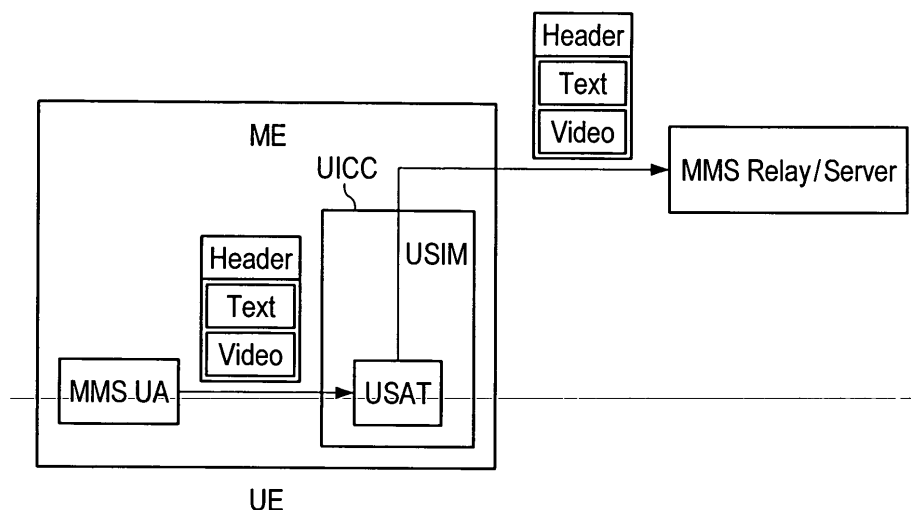 Header
Text
Video
ME
MMS Relay/Server
UICC
USIM
Header
Text
Video
MMS UA
USAT
UE